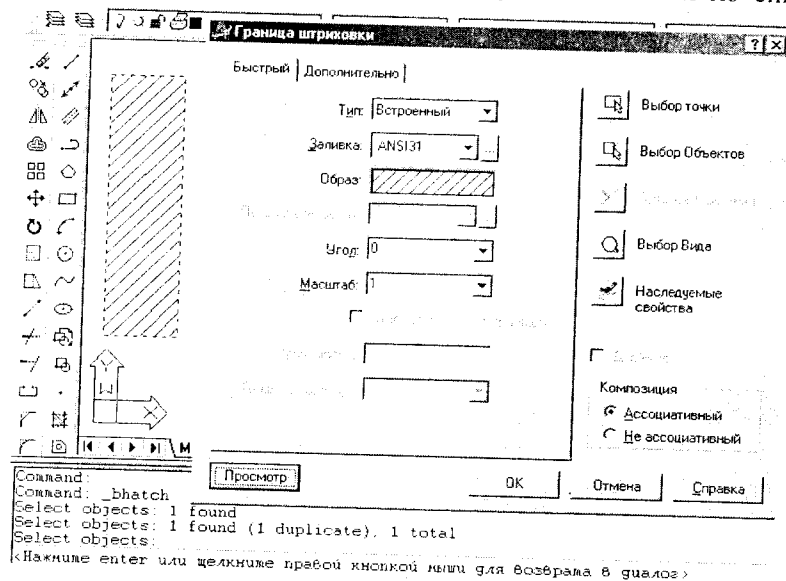 Граница штриховки
Быстрый
Дополнительно
Тип: Встроенный
Заливка: ANSI31
Образ:
Угол: 0
Масштаб: 1
Выбор точки
Выбор Объектов
Выбор Вида
Наследуемые
свойства
Композиция
Ассоциативный
Не ассоциативный
W
X
M
Просмотр
OK
Отмена
Справка
Command:
Command: _bhatch
Select objects: 1 found
Select objects: 1 found (1 duplicate), 1 total
Select objects:
<Нажмите enter или щелкните правой кнопкой мыши для возврата в диалог>